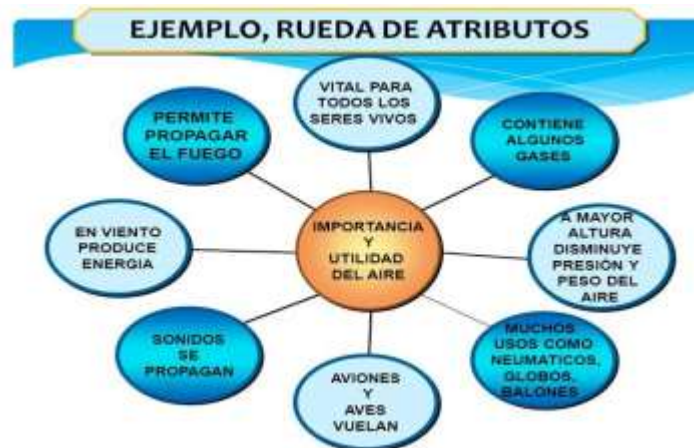 EJEMPLO, RUEDA DE ATRIBUTOS
VITAL PARA
TODOS LOS
SERES VIVOS
CONTIENE
ALGUNOS
GASES
A MAYOR
ALTURA
DISMINUYE
PRESIÓN Y
PESO DEL
AIRE
MUCHOS
USOS COMO
NEUMATICOS,
GLOBOS,
BALONES
AVIONES
Y
AVES
VUELAN
SONIDOS
SE
PROPAGAN
EN VIENTO
PRODUCE
ENERGIA
PERMITE
PROPAGAR
EL FUEGO
IMPORTANCIA
Y
UTILIDAD
DEL AIRE